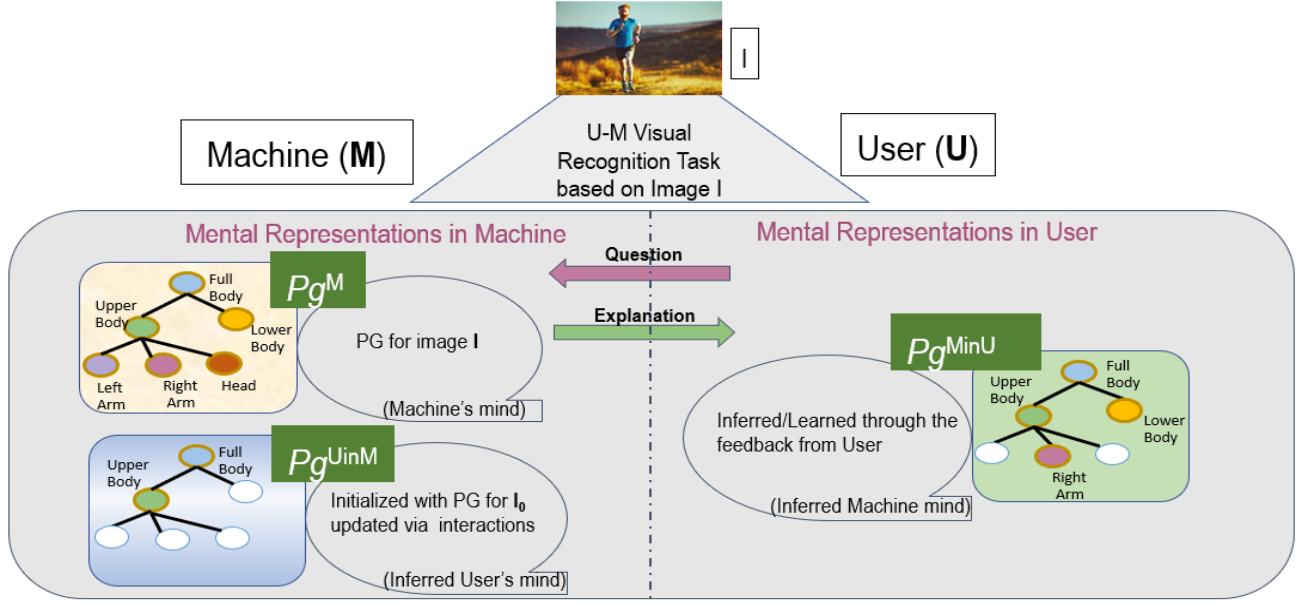 I
U-M Visual
Recognition Task
based on Image I
Machine (M)
User (U)
Mental Representations in Machine
Mental Representations in User
Question
Explanation
Pg^M
Full
Body
Upper
Body
Lower
Body
Left
Arm
Right
Arm
Head
PG for image I
(Machine's mind)
Pg^UinM
Full
Body
Upper
Body
Initialized with PG for I₀
updated via interactions
(Inferred User's mind)
Pg^MinU
Inferred/Learned through the
feedback from User
(Inferred Machine mind)
Full
Body
Upper
Body
Lower
Body
Right
Arm